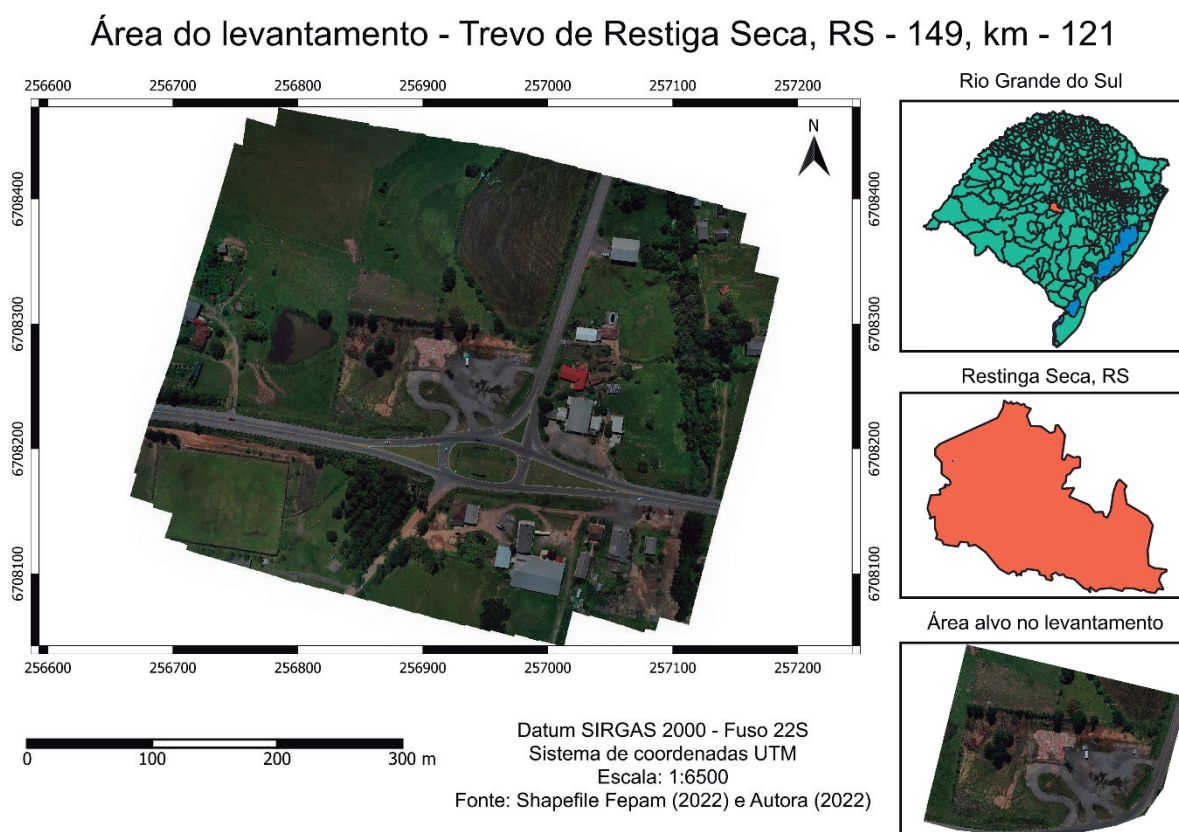 Área do levantamento - Trevo de Restiga Seca, RS - 149, km - 121
256600 256700 256800 256900 257000 257100 257200
N
6708400 6708400
6708300 6708300
6708200 6708200
6708100 6708100
256600 256700 256800 256900 257000 257100 257200
0 100 200 300 m
Datum SIRGAS 2000 - Fuso 22S
Sistema de coordenadas UTM
Escala: 1:6500
Fonte: Shapefile Fepam (2022) e Autora (2022)
Rio Grande do Sul
Restinga Seca, RS
Área alvo no levantamento